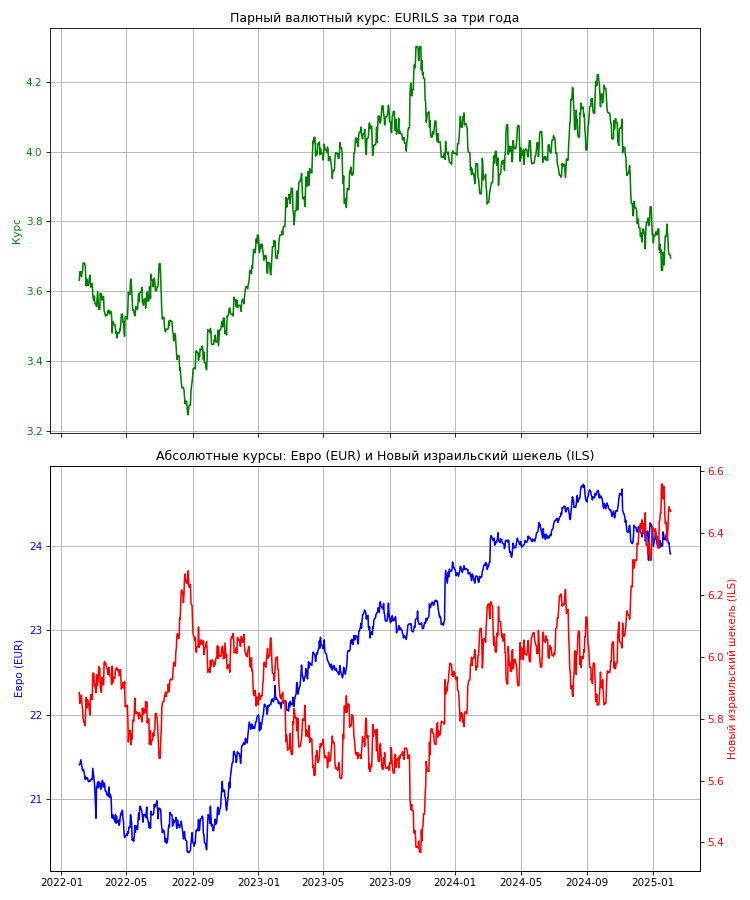 Парный валютный курс: EURILS за три года
4.2
4.0
3.8
3.6
3.4
3.2
Курс
Абсолютные курсы: Евро (EUR) и Новый израильский шекель (ILS)
24
23
22
21
Евро (EUR)
6.6
6.4
6.2
6.0
5.8
5.6
5.4
Новый израильский шекель (ILS)
2022-01 2022-05 2022-09 2023-01 2023-05 2023-09 2024-01 2024-05 2024-09 2025-01